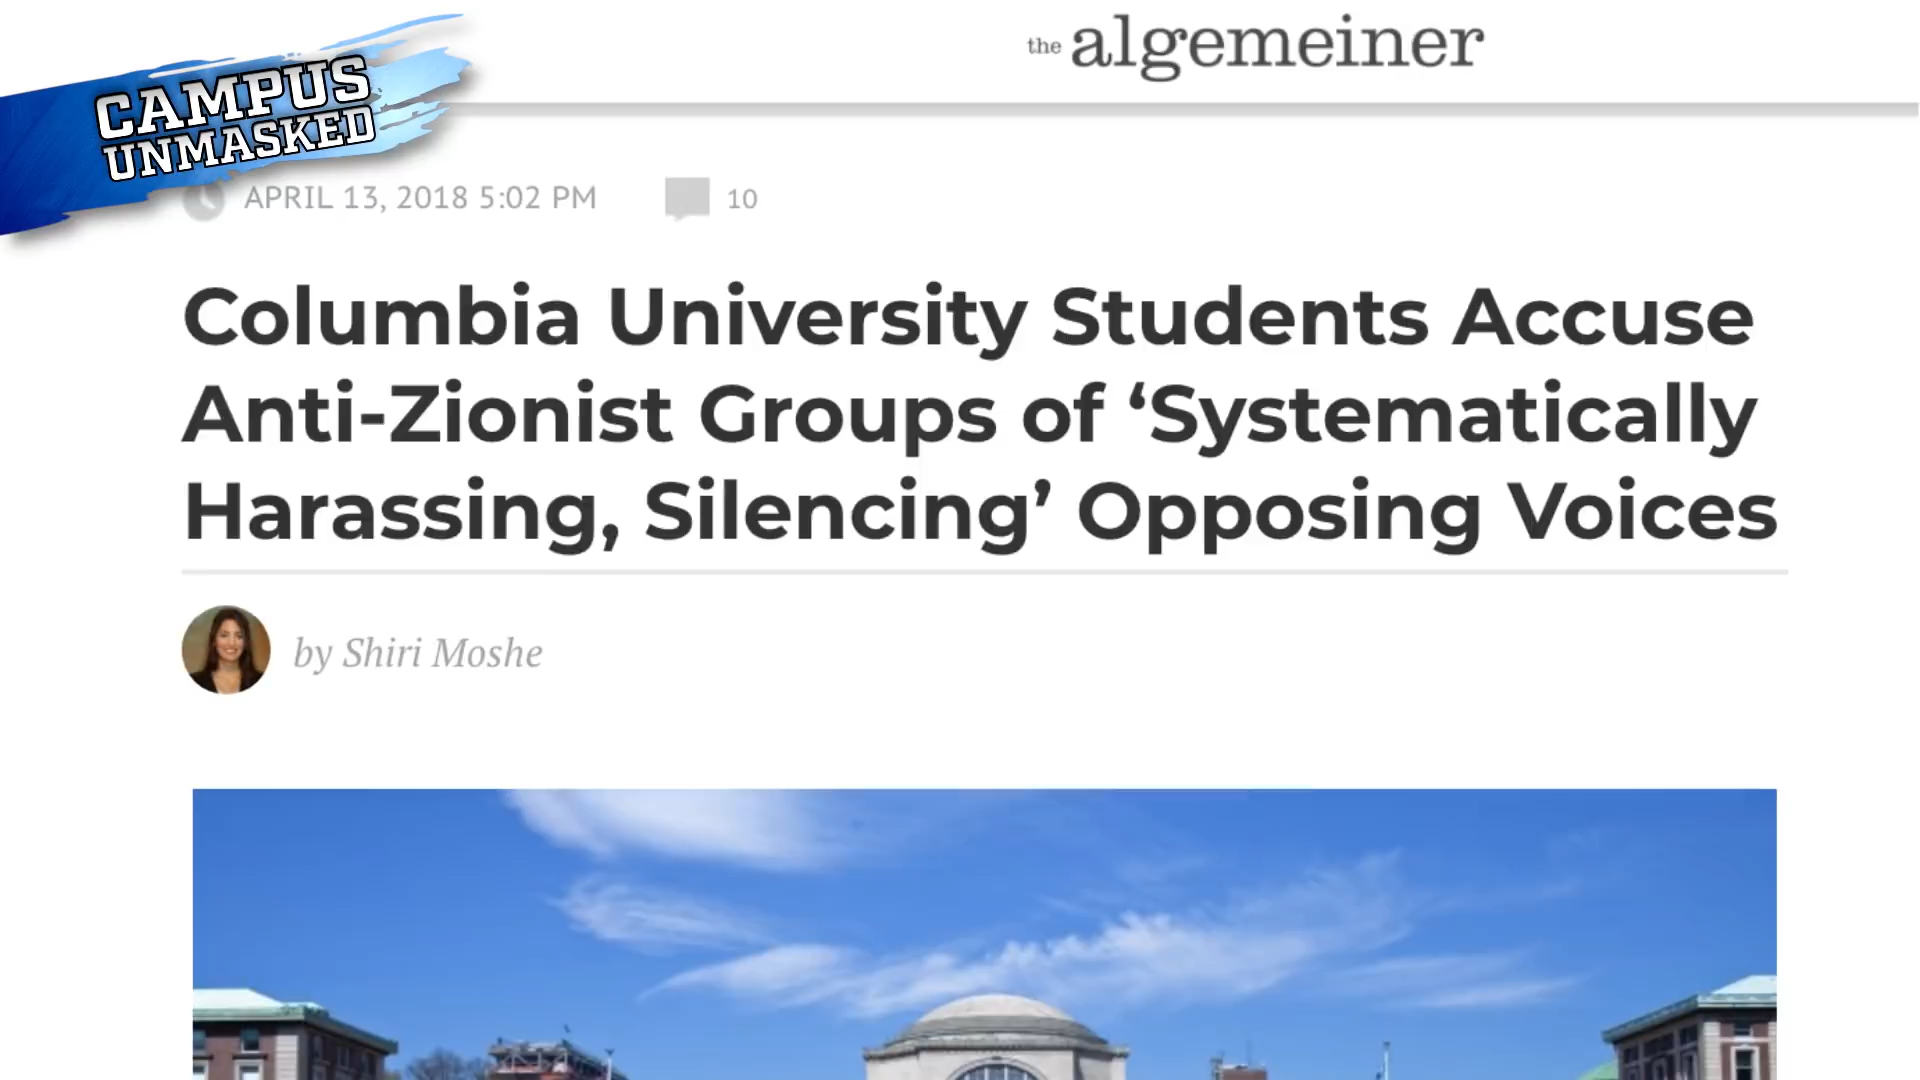 the algemeiner
CAMPUS
UNMASKED
APRIL 13, 2018 5:02 PM 10
Columbia University Students Accuse
Anti-Zionist Groups of ‘Systematically
Harassing, Silencing’ Opposing Voices
by Shiri Moshe